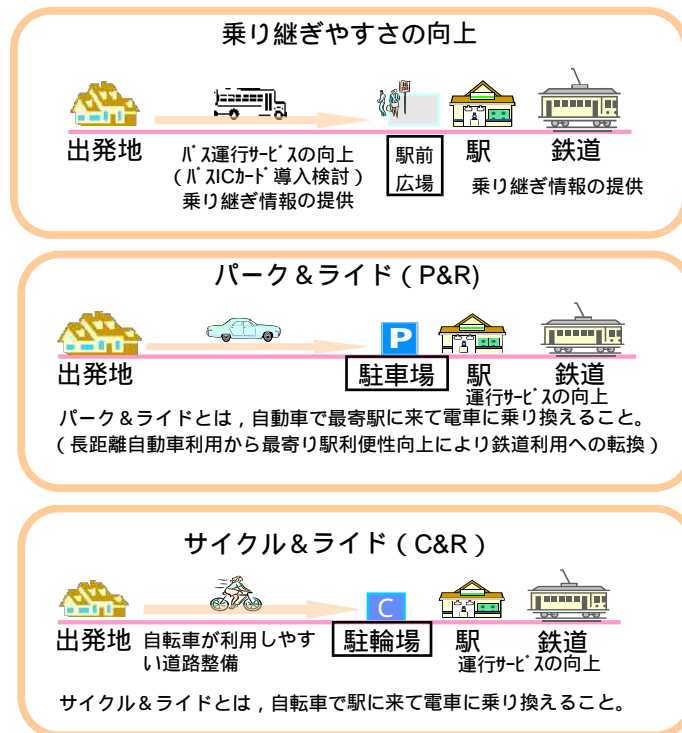 乗り継ぎやすさの向上
出発地
バス運行サービスの向上
(バスICカード導入検討)
乗り継ぎ情報の提供
駅前
広場
駅
鉄道
乗り継ぎ情報の提供
パーク&ライド(P&R)
P
出発地
駐車場
駅
鉄道
運行サービスの向上
パーク&ライドとは,自動車で最寄駅に来て電車に乗り換えること。
(長距離自動車利用から最寄り駅利便性向上により鉄道利用への転換)
サイクル&ライド(C&R)
C
出発地
自転車が利用しやす
い道路整備
駐輪場
駅
鉄道
運行サービスの向上
サイクル&ライドとは,自転車で駅に来て電車に乗り換えること。